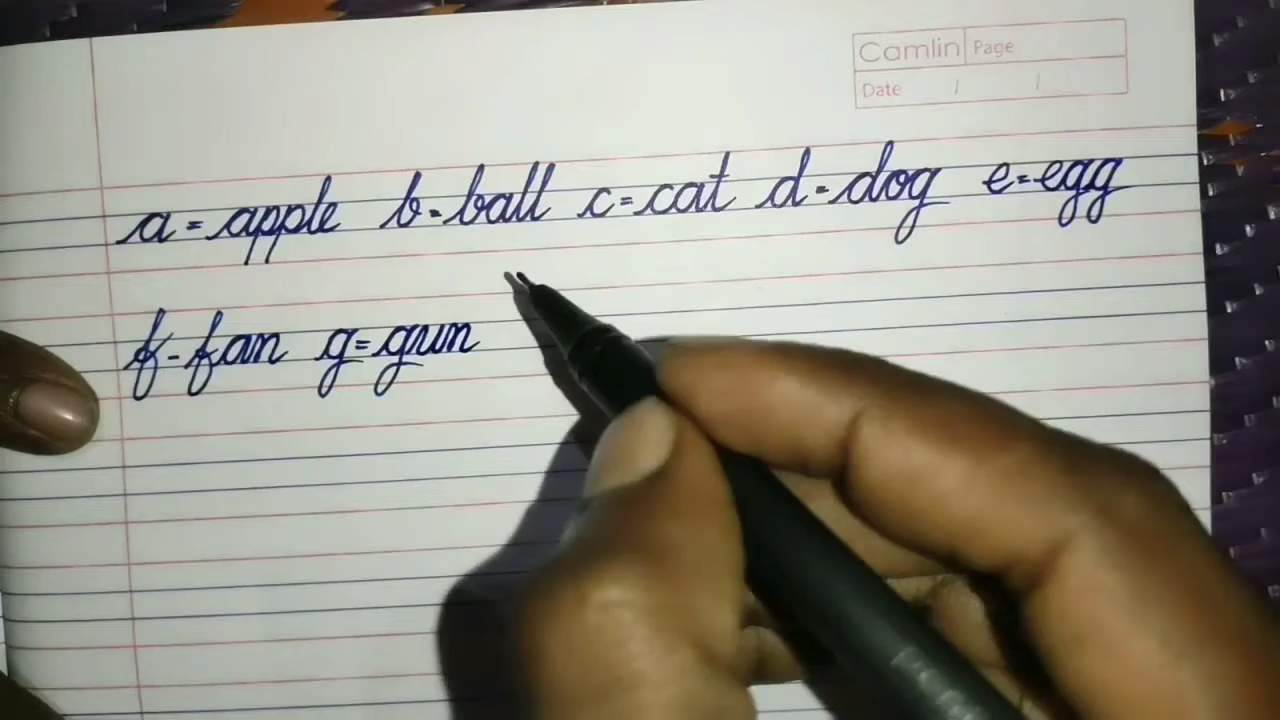 Camlin Page
Date / /
a = apple b - ball c = cat d - dog e = egg
f - fan g = gun